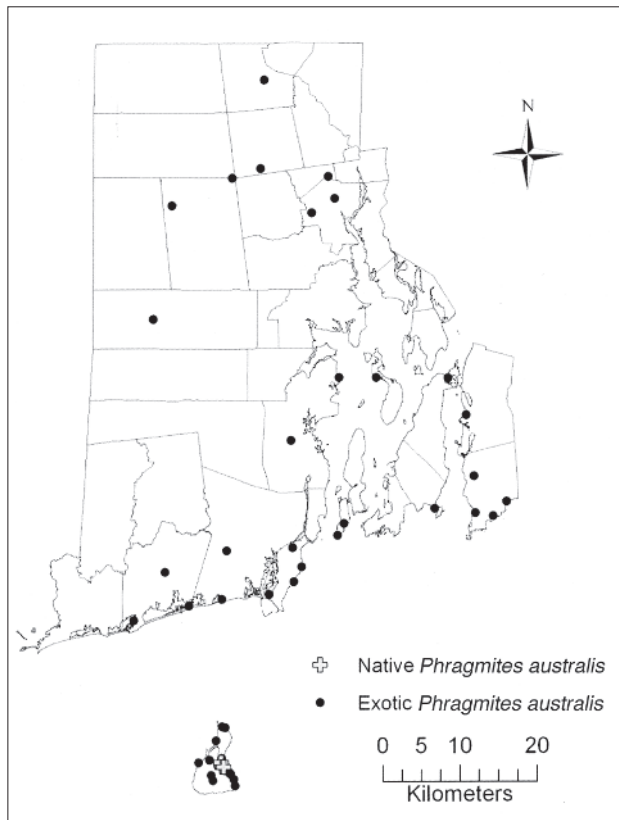 N
Native Phragmites australis
Exotic Phragmites australis
0 5 10 20
Kilometers